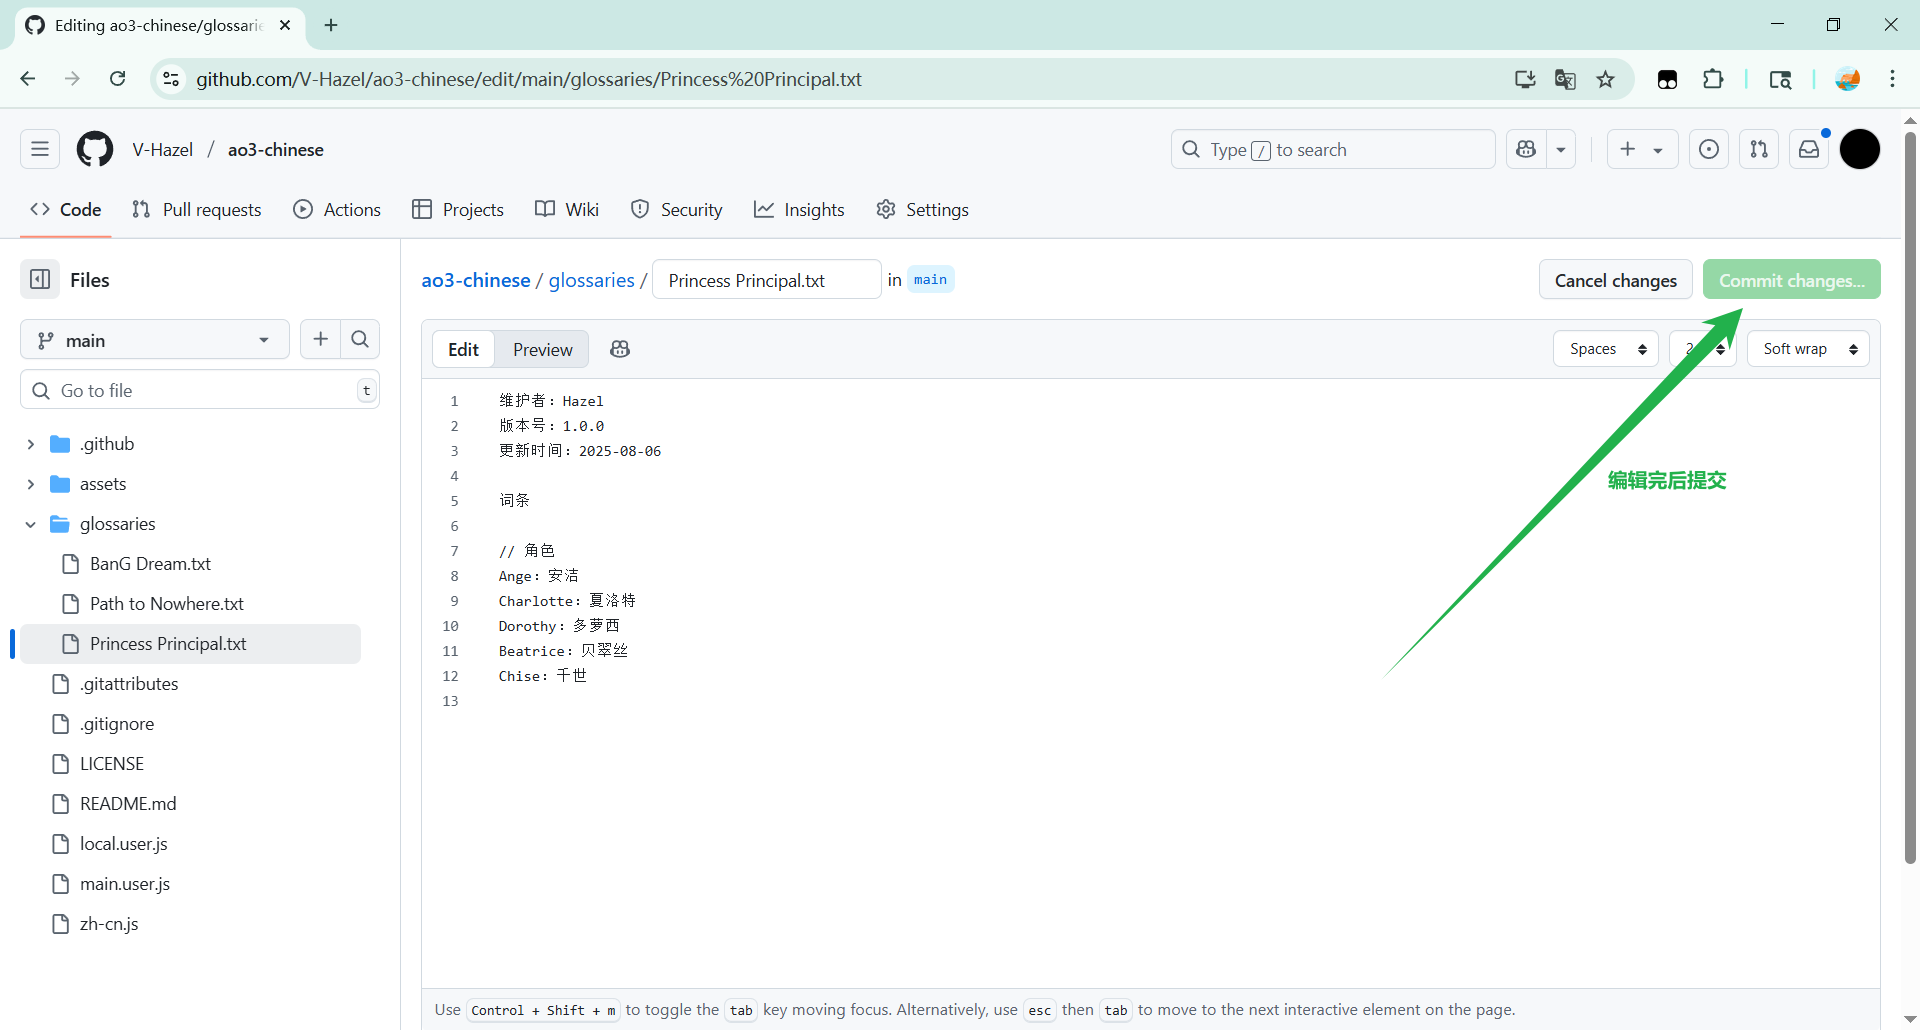 Editing ao3-chinese/glossarie
github.com/V-Hazel/ao3-chinese/edit/main/glossaries/Princess%20Principal.txt
V-Hazel / ao3-chinese
Type / to search
Code
Pull requests
Actions
Projects
Wiki
Security
Insights
Settings
Files
main
Go to file
t
.github
assets
glossaries
BanG Dream.txt
Path to Nowhere.txt
Princess Principal.txt
.gitattributes
.gitignore
LICENSE
README.md
local.user.js
main.user.js
zh-cn.js
ao3-chinese / glossaries / Princess Principal.txt in main
Cancel changes
Commit changes...
Edit
Preview
Spaces
2
Soft wrap
1 维护者：Hazel
2 版本号：1.0.0
3 更新时间：2025-08-06
4
5 词条
6
7 // 角色
8 Ange：安洁
9 Charlotte：夏洛特
10 Dorothy：多萝西
11 Beatrice：贝翠丝
12 Chise：千世
13
编辑完后提交
Use Control + Shift + m to toggle the tab key moving focus. Alternatively, use esc then tab to move to the next interactive element on the page.